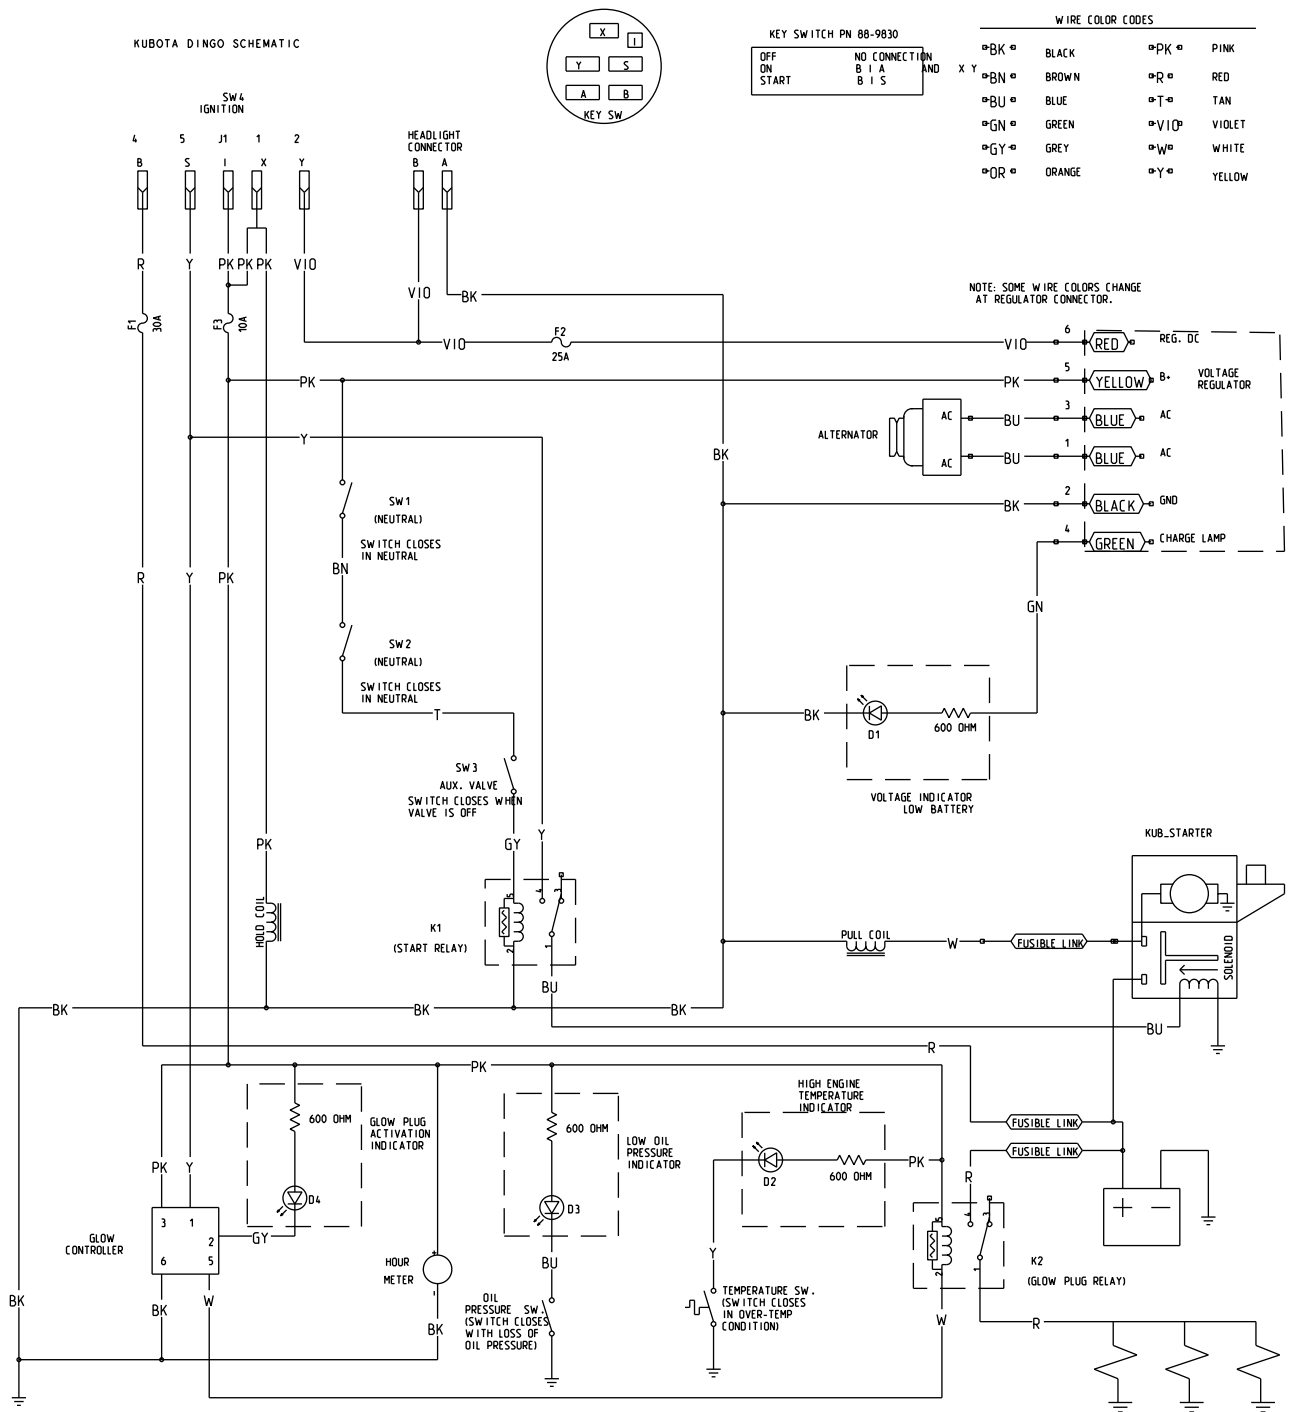 KUBOTA DINGO SCHEMATIC
X
I
Y
S
A
B
KEY SW
KEY SWITCH PN 88-9830
OFF NO CONNECTION
ON B I A AND X Y
START B I S
WIRE COLOR CODES
BK BLACK
PK PINK
BN BROWN
R RED
BU BLUE
T TAN
GN GREEN
VIO VIOLET
GY GREY
W WHITE
OR ORANGE
Y YELLOW
SW4
IGNITION
4 5 J1 1 2
B S I X Y
HEADLIGHT
CONNECTOR
B A
R Y PK PK PK VIO
VIO
BK
F1
30A
F3
10A
VIO
F2
25A
VIO
NOTE: SOME WIRE COLORS CHANGE
AT REGULATOR CONNECTOR.
6 RED REG. DC
5 YELLOW B+
VOLTAGE
REGULATOR
3 BLUE AC
1 BLUE AC
2 BLACK GND
4 GREEN CHARGE LAMP
PK
PK
Y
ALTERNATOR
AC
AC
BU
BU
BK
BK
GN
SW1
(NEUTRAL)
SWITCH CLOSES
IN NEUTRAL
BN
R Y PK
SW2
(NEUTRAL)
SWITCH CLOSES
IN NEUTRAL
T
SW3
AUX. VALVE
SWITCH CLOSES WHEN
VALVE IS OFF
BK
D1
600 OHM
VOLTAGE INDICATOR
LOW BATTERY
PK
GY
Y
HOLD COIL
K1
(START RELAY)
5
4
3
2
1
BU
KUB_STARTER
SOLENOID
PULL COIL
W
FUSIBLE LINK
BK
BK
BK
BU
R
PK
600 OHM
GLOW PLUG
ACTIVATION
INDICATOR
D4
600 OHM
LOW OIL
PRESSURE
INDICATOR
D3
HIGH ENGINE
TEMPERATURE
INDICATOR
D2
600 OHM
PK
FUSIBLE LINK
FUSIBLE LINK
R
+ −
PK
Y
GLOW
CONTROLLER
3 1
2
6 5
GY
HOUR
METER
+
-
BU
OIL
PRESSURE SW.
(SWITCH CLOSES
WITH LOSS OF
OIL PRESSURE)
Y
TEMPERATURE SW.
(SWITCH CLOSES
IN OVER-TEMP
CONDITION)
5
4
3
2
1
K2
(GLOW PLUG RELAY)
BK
BK
W
BK
W
R